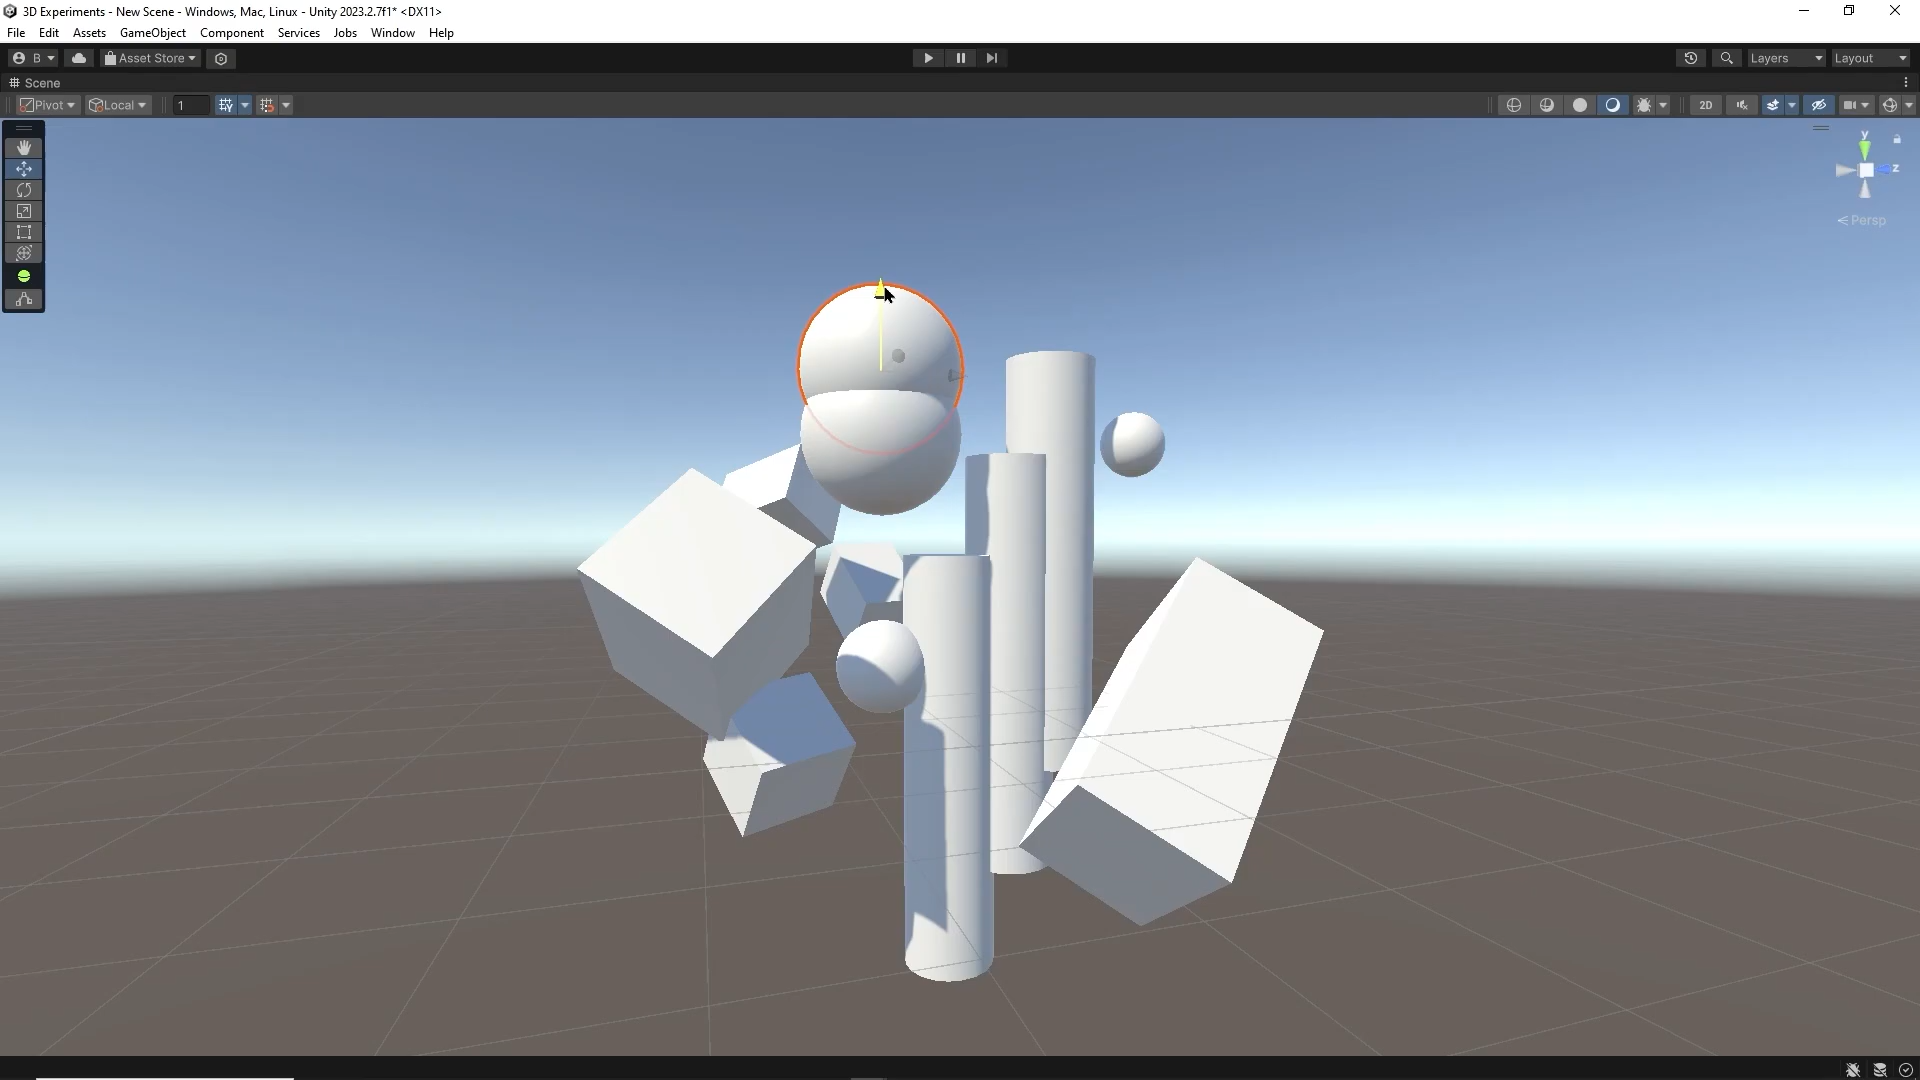 3D Experiments - New Scene - Windows, Mac, Linux - Unity 2023.2.7f1* <DX11>
File Edit Assets GameObject Component Services Jobs Window Help
B Asset Store Layers Layout
Scene
Pivot Local 1 2D
y
z
Persp